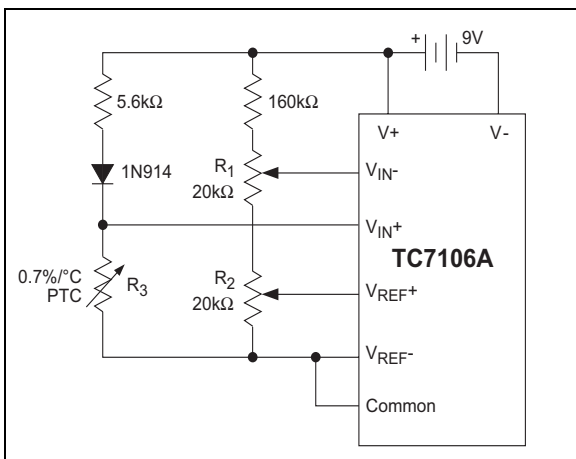 +
9V
5.6kΩ
160kΩ
V+
V-
1N914
R1
20kΩ
VIN-
VIN+
TC7106A
0.7%/°C
PTC
R3
R2
20kΩ
VREF+
VREF-
Common